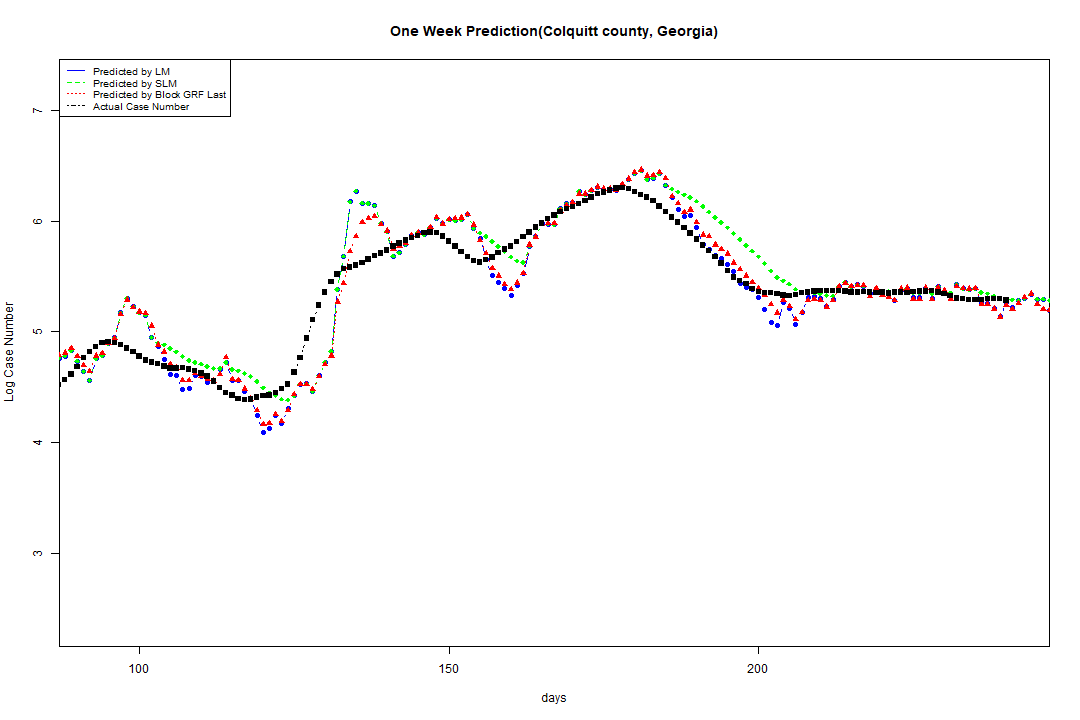 One Week Prediction(Colquitt county, Georgia)
Predicted by LM
Predicted by SLM
Predicted by Block GRF Last
Actual Case Number
7
6
5
4
3
Log Case Number
100 150 200
days